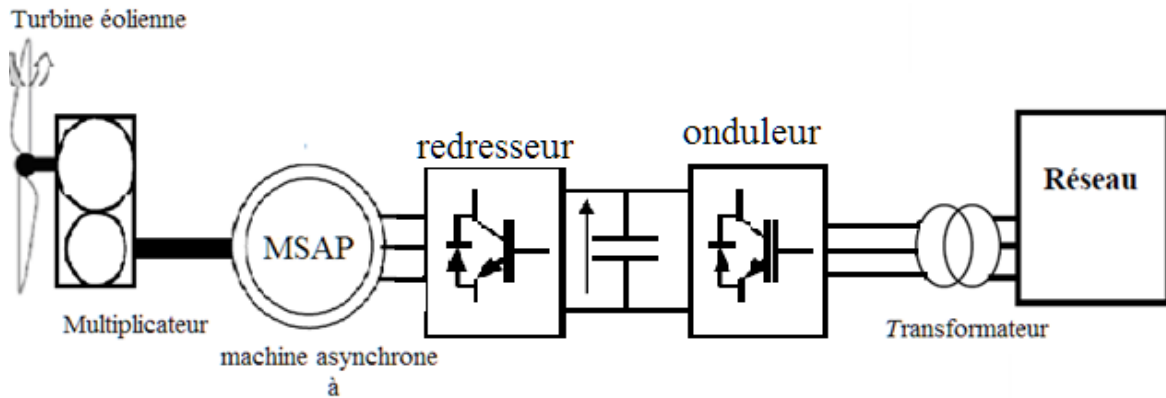 Turbine éolienne
redresseur
onduleur
Réseau
MSAP
Multiplicateur
Transformateur
machine asynchrone
à